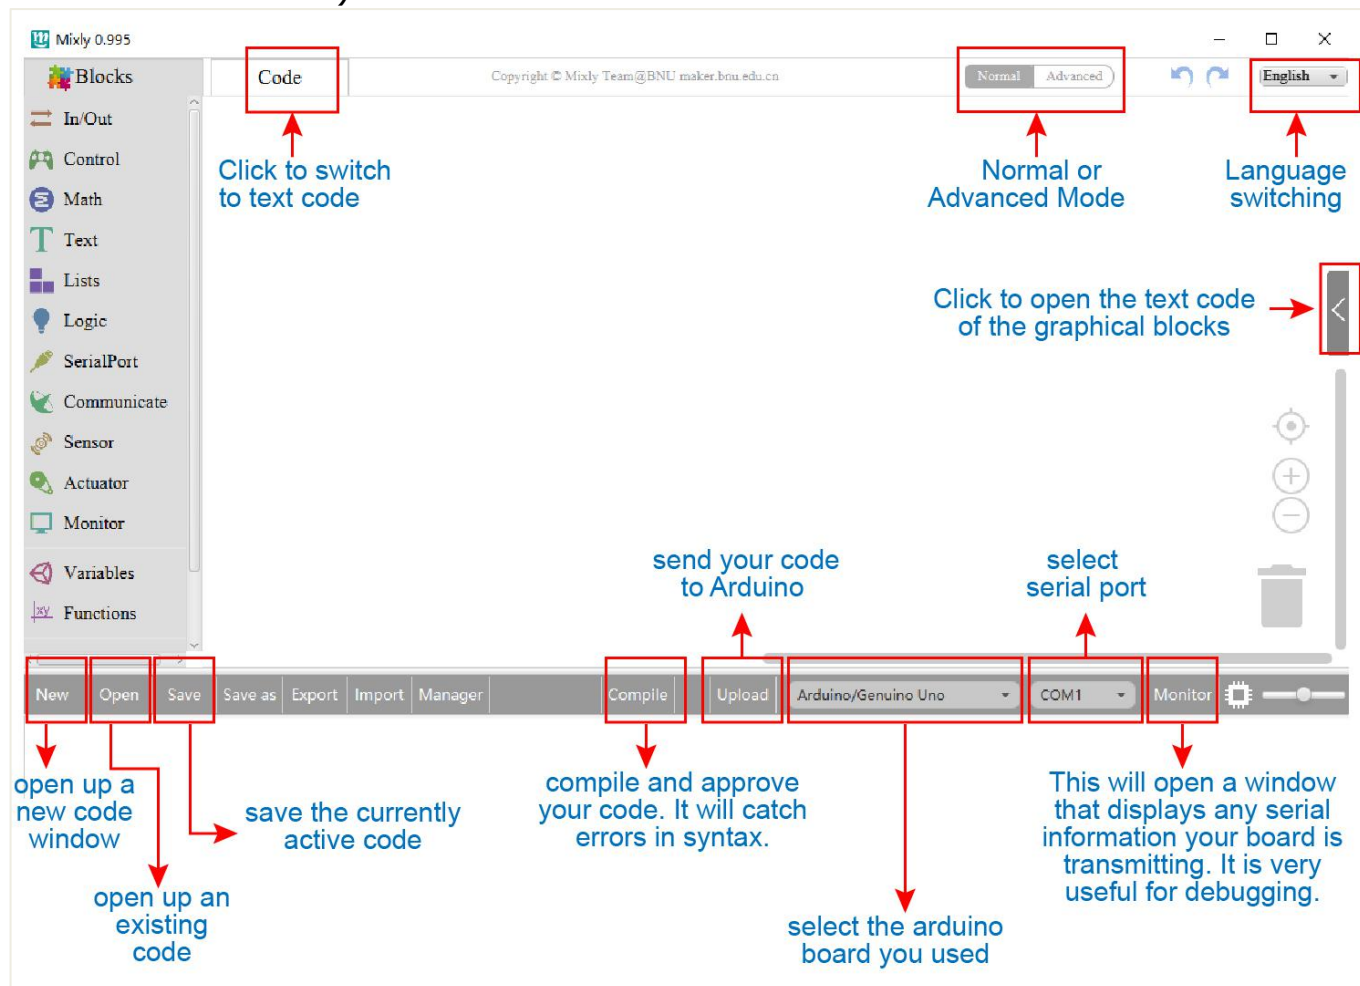 )
Mixly 0.995
Blocks
Code
Copyright © Mixly Team@BNU maker.bnu.edu.cn
Normal
Advanced
English
In/Out
Control
Math
Text
Lists
Logic
SerialPort
Communicate
Sensor
Actuator
Monitor
Variables
xy
Functions
Click to switch
to text code
Normal or
Advanced Mode
Language
switching
Click to open the text code
of the graphical blocks
send your code
to Arduino
select
serial port
New
Open
Save
Save as
Export
Import
Manager
Compile
Upload
Arduino/Genuino Uno
COM1
Monitor
open up a
new code
window
open up an
existing
code
save the currently
active code
compile and approve
your code. It will catch
errors in syntax.
select the arduino
board you used
This will open a window
that displays any serial
information your board is
transmitting. It is very
useful for debugging.